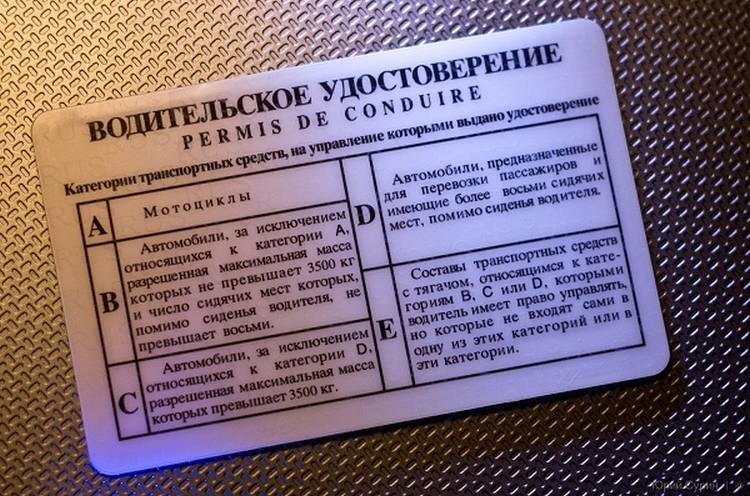 ВОДИТЕЛЬСКОЕ УДОСТОВЕРЕНИЕ
PERMIS DE CONDUIRE
Категории транспортных средств, на управление которыми выдано удостоверение
A
Мотоциклы
B
Автомобили, за исключением
относящихся к категории A,
разрешенная максимальная масса
которых не превышает 3500 кг
и число сидячих мест которых,
помимо сиденья водителя, не
превышает восьми.
C
Автомобили, за исключением
относящихся к категории D,
разрешенная максимальная масса
которых превышает 3500 кг.
D
Автомобили, предназначенные
для перевозки пассажиров и
имеющие более восьми сидячих
мест, помимо сиденья водителя.
E
Составы транспортных средств
с тягачом, относящимся к кате-
гориям B, C или D, которыми
водитель имеет право управлять,
но которые не входят сами в
одну из этих категорий или в
эти категории.
Юрий